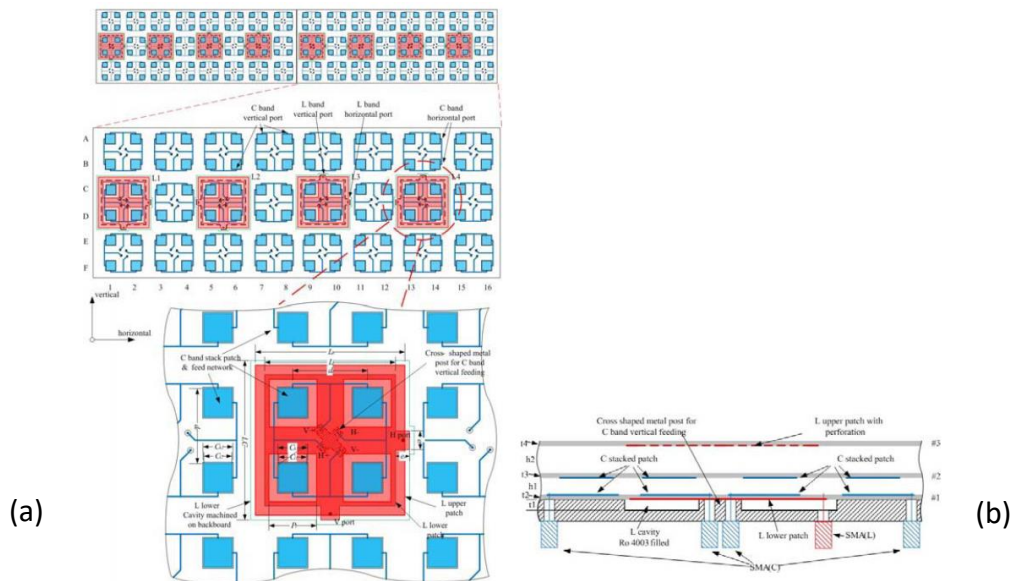 C band
vertical port
L band
vertical port
L band
horizontal port
C band
horizontal port
A
B
C
D
E
F
L1
L2
L3
L4
1 2 3 4 5 6 7 8 9 10 11 12 13 14 15 16
vertical
horizontal
C band stack patch
& feed network
Cross- shaped metal
post for C band
vertical feeding
V-
H-
V-
H-
H port
V port
L lower
Cavity machined
on backboard
L upper
patch
L lower
patch
(a)
Cross shaped metal post for
C band vertical feeding
L upper patch with
perforation
C stacked patch
C stacked patch
t4
h2
t3
h1
t2
t1
#3
#2
#1
L cavity
Ro 4003 filled
L lower patch
SMA(L)
SMA(C)
(b)